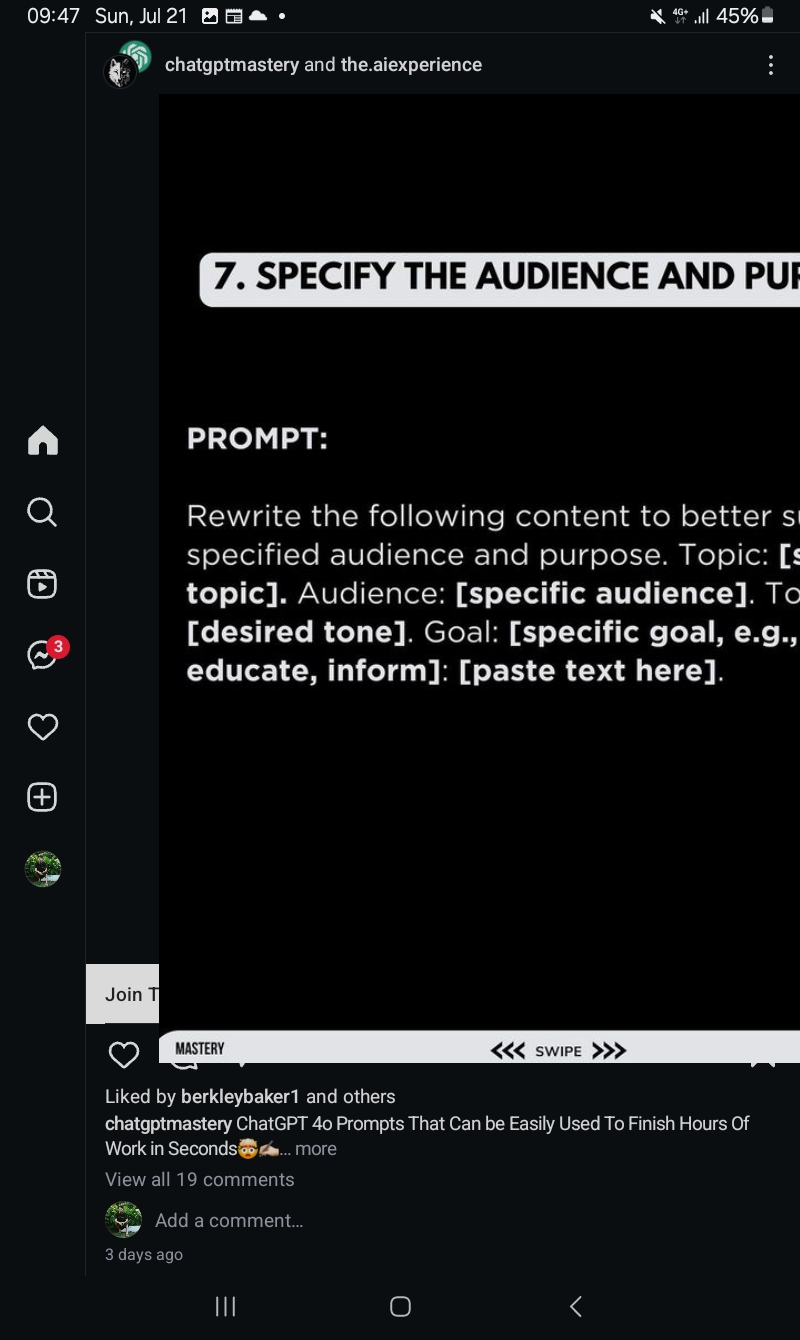 09:47 Sun, Jul 21 4G+ 45%
chatgptmastery and the.aiexperience
7. SPECIFY THE AUDIENCE AND
PROMPT:
Rewrite the following content to better
specified audience and purpose. Topic:
topic]. Audience: [specific audience].
[desired tone]. Goal: [specific goal, e.g.,
educate, inform]: [paste text here].
3
Join
MASTERY <<< SWIPE >>>
Liked by berkleybaker1 and others
chatgptmastery ChatGPT 4o Prompts That Can be Easily Used To Finish Hours Of
Work in Seconds🤯✍🏼... more
View all 19 comments
Add a comment...
3 days ago